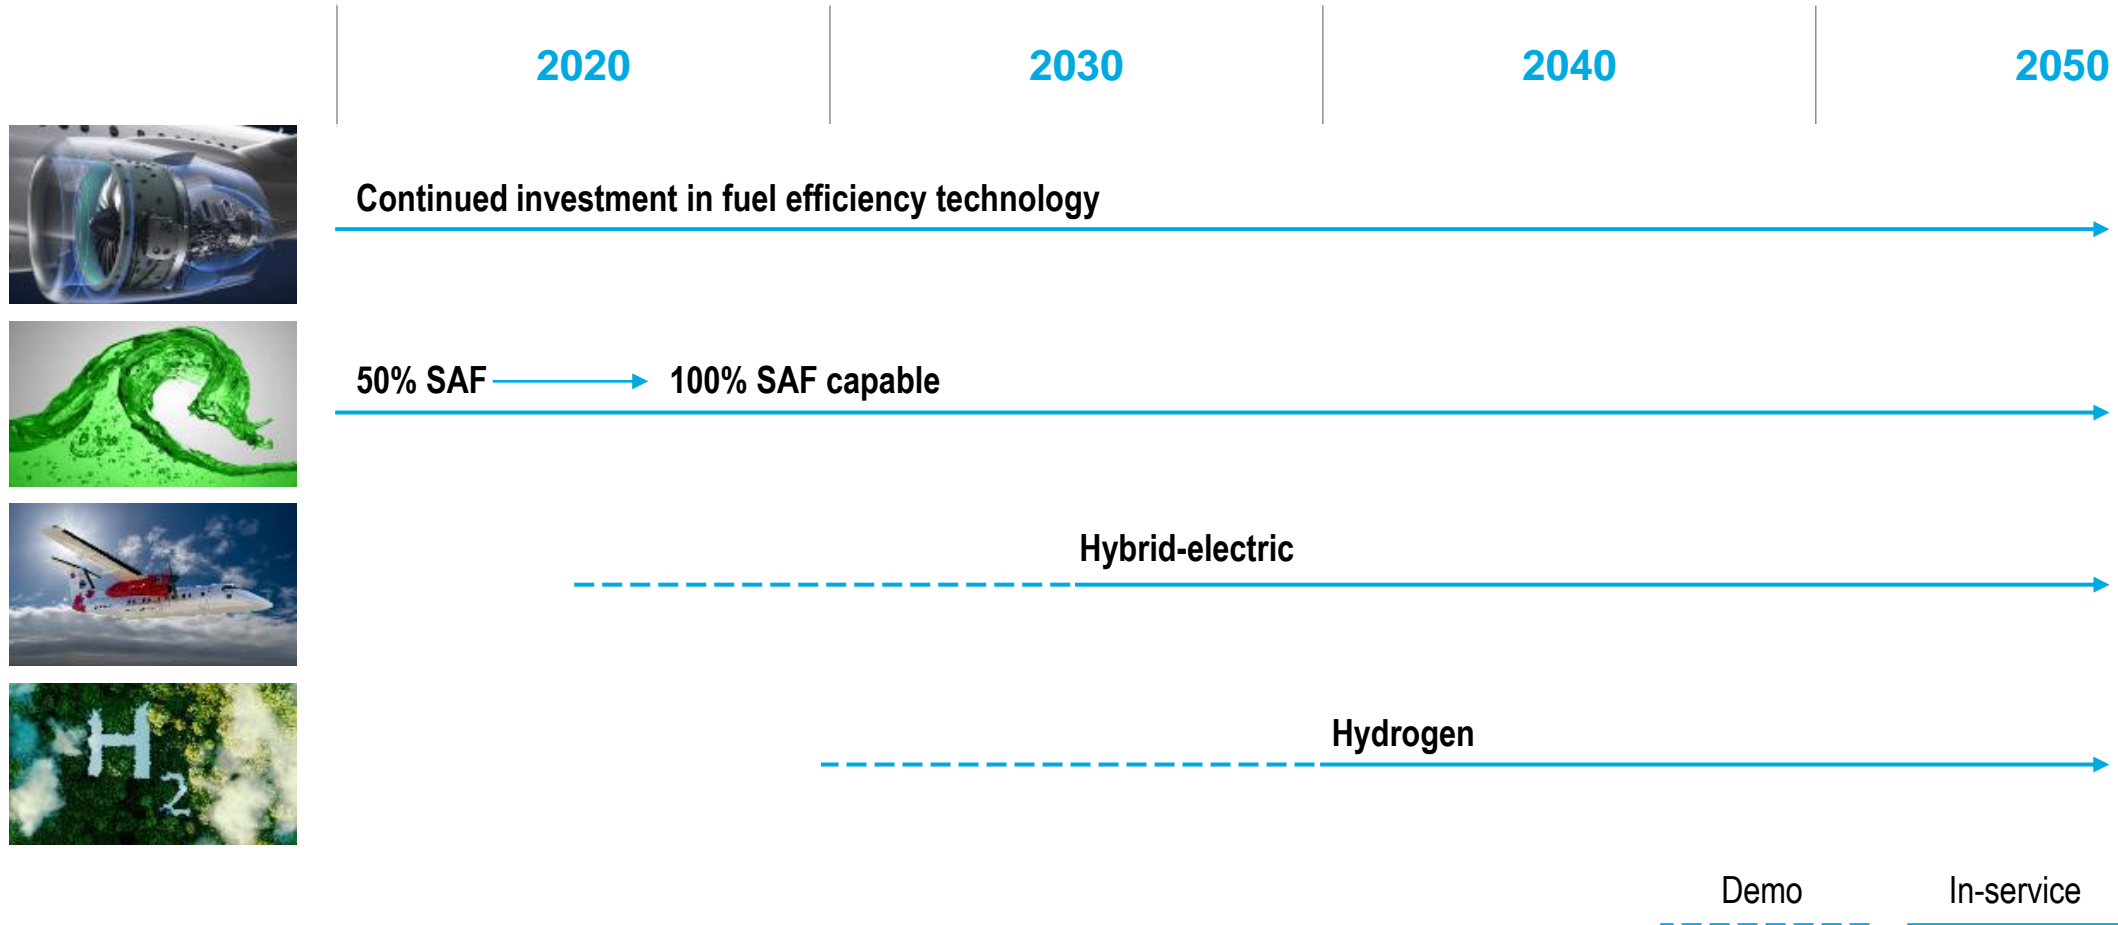 2020
2030
2040
2050
Continued investment in fuel efficiency technology
50% SAF
100% SAF capable
Hybrid-electric
H2
Hydrogen
Demo
In-service